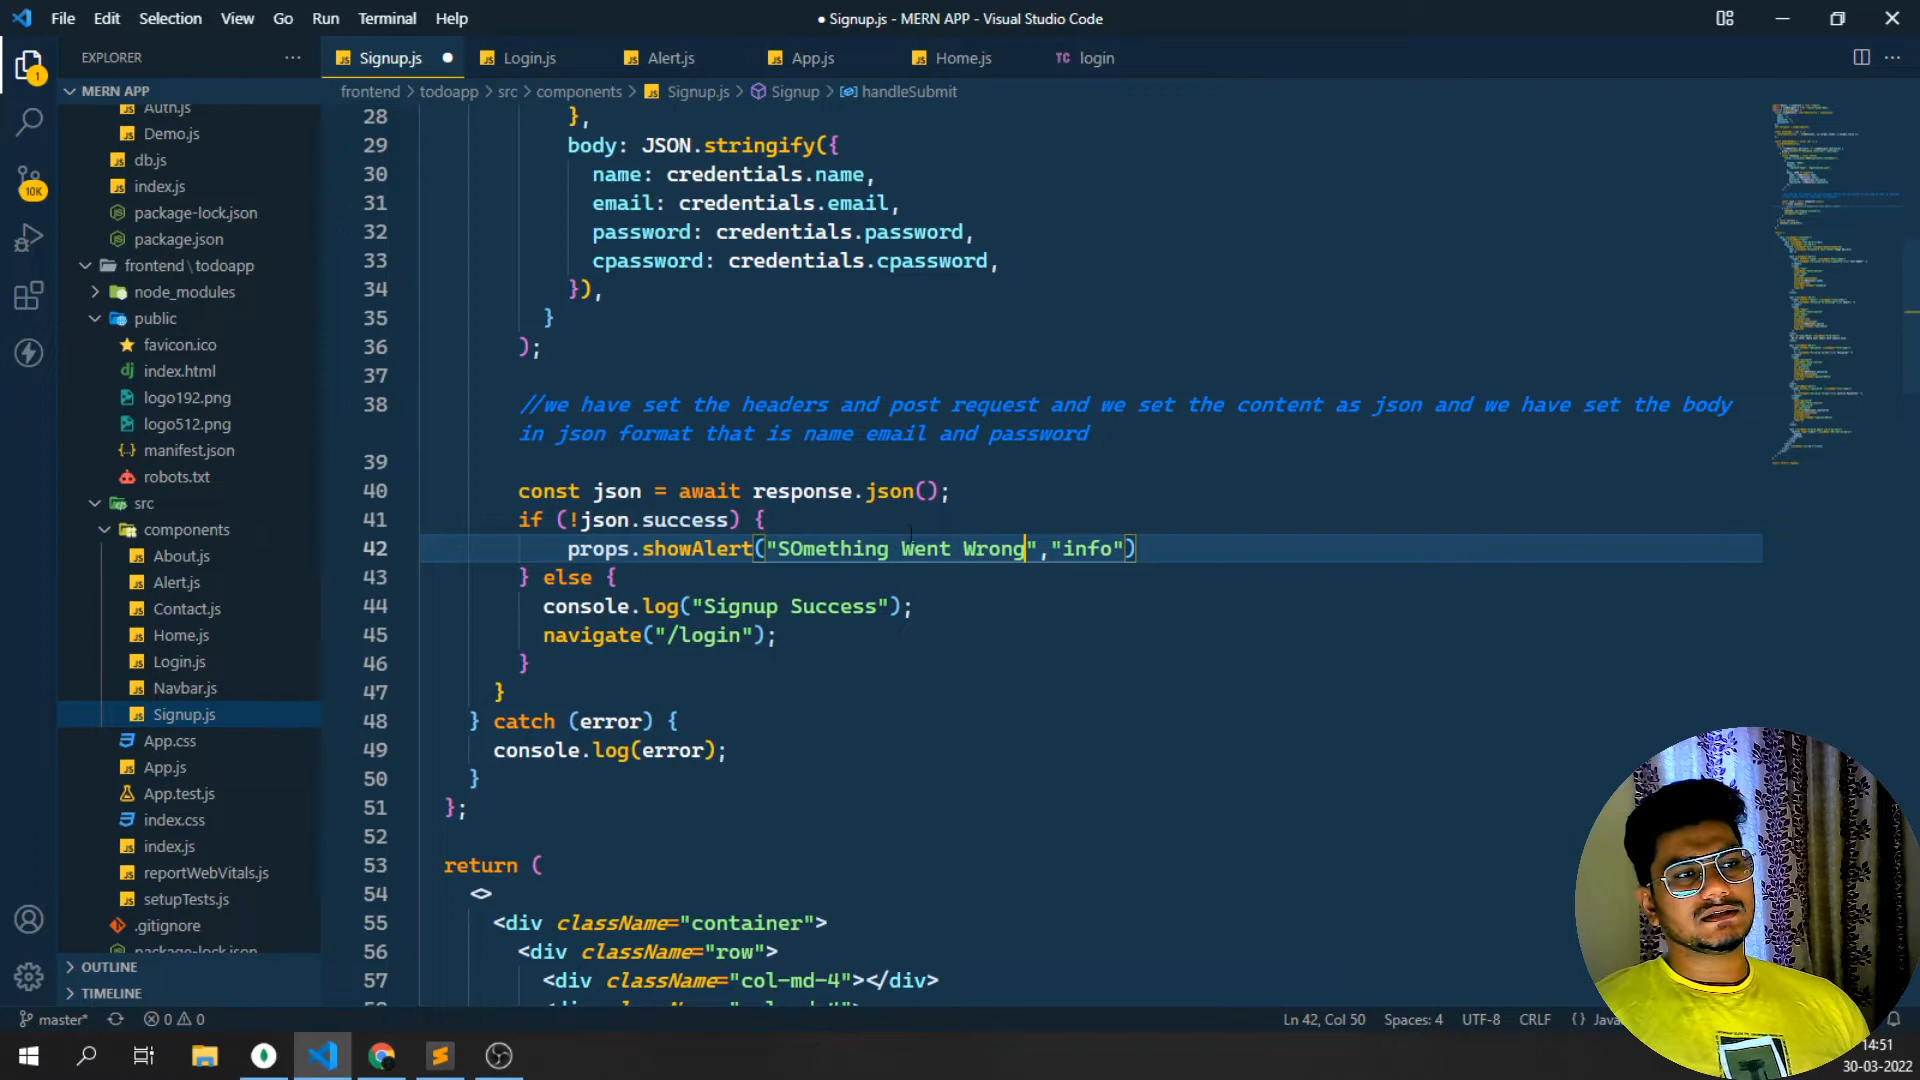 File Edit Selection View Go Run Terminal Help
● Signup.js - MERN APP - Visual Studio Code
EXPLORER
Signup.js
Login.js
Alert.js
App.js
Home.js
TC login
frontend > todoapp > src > components > Signup.js > Signup > handleSubmit
1
10K
MERN APP
Auth.js
Demo.js
db.js
index.js
package-lock.json
package.json
frontend \ todoapp
node_modules
public
favicon.ico
index.html
logo192.png
logo512.png
manifest.json
robots.txt
src
components
About.js
Alert.js
Contact.js
Home.js
Login.js
Navbar.js
Signup.js
App.css
App.js
App.test.js
index.css
index.js
reportWebVitals.js
setupTests.js
.gitignore
package-lock.json
OUTLINE
TIMELINE
28 },
29 body: JSON.stringify({
30 name: credentials.name,
31 email: credentials.email,
32 password: credentials.password,
33 cpassword: credentials.cpassword,
34 }),
35 }
36 );
37
38 //we have set the headers and post request and we set the content as json and we have set the body
in json format that is name email and password
39
40 const json = await response.json();
41 if (!json.success) {
42 props.showAlert("SOmething Went Wrong","info")
43 } else {
44 console.log("Signup Success");
45 navigate("/login");
46 }
47 }
48 } catch (error) {
49 console.log(error);
50 }
51 };
52
53 return (
54 <>
55 <div className="container">
56 <div className="row">
57 <div className="col-md-4"></div>
master* 0 0
Ln 42, Col 50 Spaces: 4 UTF-8 CRLF {}
14:51
30-03-2022